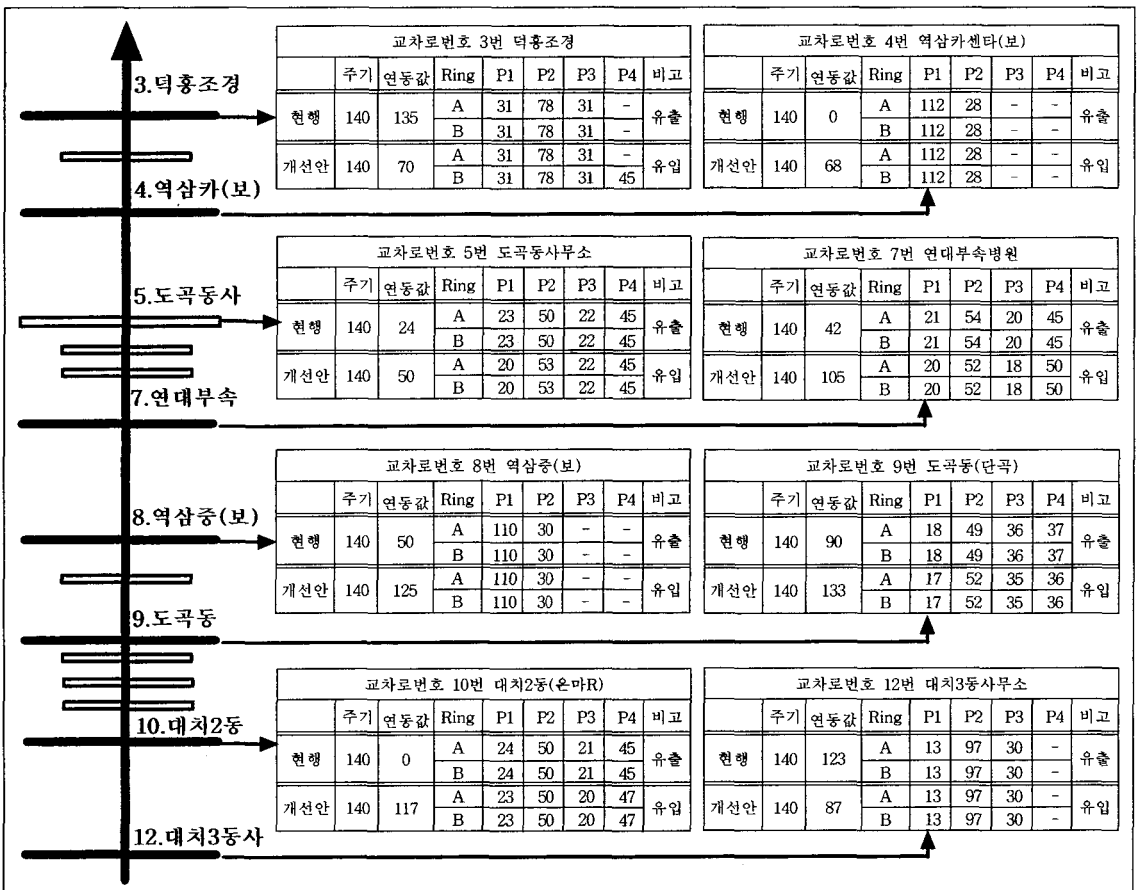 3.덕흥조경
4.역삼카(보)
5.도곡동사
7.연대부속
8.역삼중(보)
9.도곡동
10.대치2동
12.대치3동사
교차로번호 3번 덕흥조경
주기 연동값 Ring P1 P2 P3 P4 비고
현행 140 135 A 31 78 31 - 유출
B 31 78 31 -
개선안 140 70 A 31 78 31 - 유입
B 31 78 31 45
교차로번호 4번 역삼카센타(보)
주기 연동값 Ring P1 P2 P3 P4 비고
현행 140 0 A 112 28 - - 유출
B 112 28 - -
개선안 140 68 A 112 28 - - 유입
B 112 28 - -
교차로번호 5번 도곡동사무소
주기 연동값 Ring P1 P2 P3 P4 비고
현행 140 24 A 23 50 22 45 유출
B 23 50 22 45
개선안 140 50 A 20 53 22 45 유입
B 20 53 22 45
교차로번호 7번 연대부속병원
주기 연동값 Ring P1 P2 P3 P4 비고
현행 140 42 A 21 54 20 45 유출
B 21 54 20 45
개선안 140 105 A 20 52 18 50 유입
B 20 52 18 50
교차로번호 8번 역삼중(보)
주기 연동값 Ring P1 P2 P3 P4 비고
현행 140 50 A 110 30 - - 유출
B 110 30 - -
개선안 140 125 A 110 30 - - 유입
B 110 30 - -
교차로번호 9번 도곡동(단곡)
주기 연동값 Ring P1 P2 P3 P4 비고
현행 140 90 A 18 49 36 37 유출
B 18 49 36 37
개선안 140 133 A 17 52 35 36 유입
B 17 52 35 36
교차로번호 10번 대치2동(은마R)
주기 연동값 Ring P1 P2 P3 P4 비고
현행 140 0 A 24 50 21 45 유출
B 24 50 21 45
개선안 140 117 A 23 50 20 47 유입
B 23 50 20 47
교차로번호 12번 대치3동사무소
주기 연동값 Ring P1 P2 P3 P4 비고
현행 140 123 A 13 97 30 - 유출
B 13 97 30 -
개선안 140 87 A 13 97 30 - 유입
B 13 97 30 -